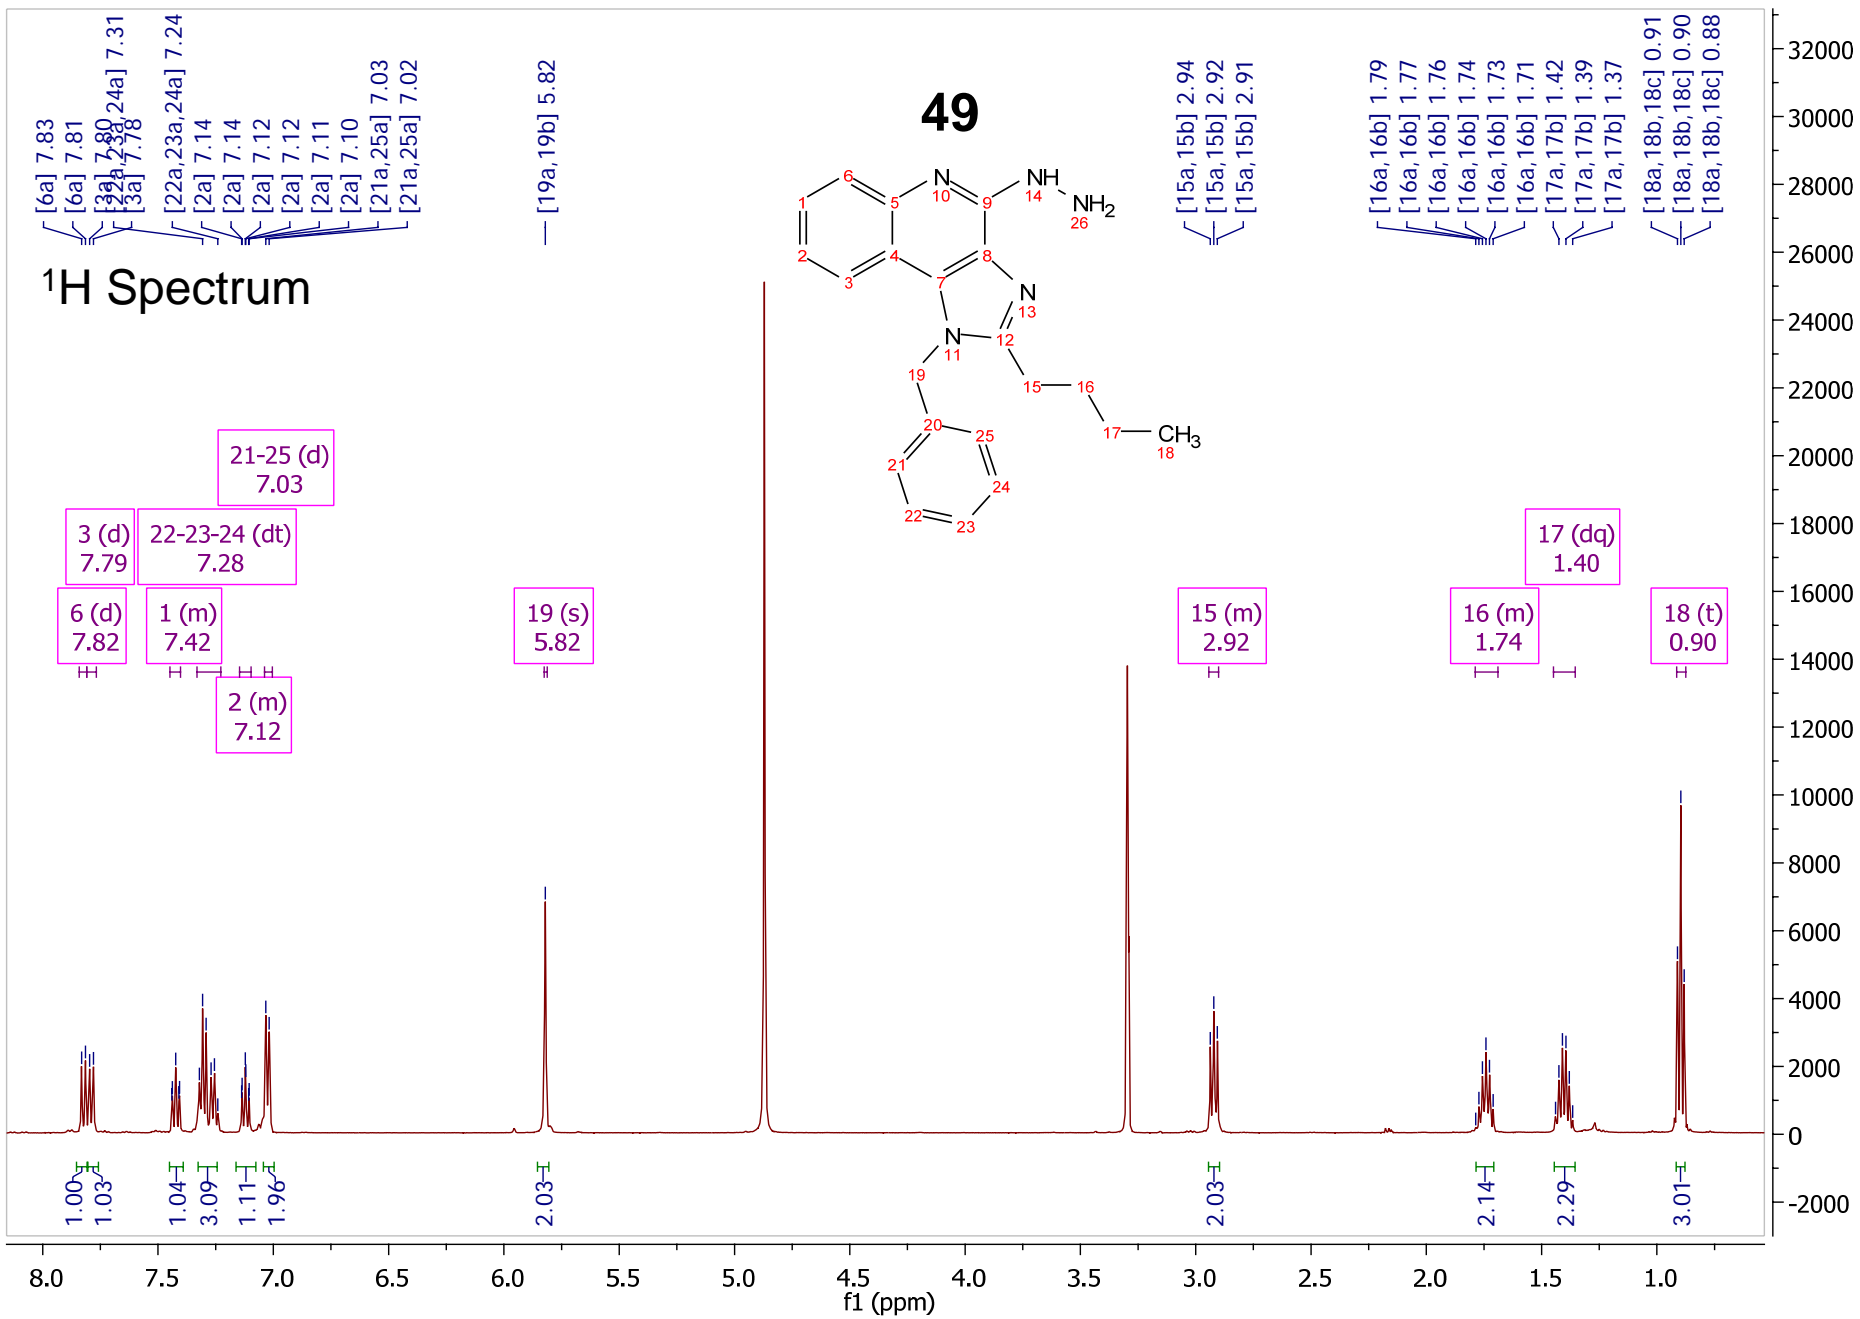 [6a] 7.83
[6a] 7.81
[3a] 7.80
[22a,23a,24a] 7.31
[3a] 7.78
[22a,23a,24a] 7.24
[2a] 7.14
[2a] 7.14
[2a] 7.12
[2a] 7.12
[2a] 7.11
[2a] 7.10
[21a,25a] 7.03
[21a,25a] 7.02
[19a,19b] 5.82
[15a,15b] 2.94
[15a,15b] 2.92
[15a,15b] 2.91
[16a,16b] 1.79
[16a,16b] 1.77
[16a,16b] 1.76
[16a,16b] 1.74
[16a,16b] 1.73
[16a,16b] 1.71
[17a,17b] 1.42
[17a,17b] 1.39
[17a,17b] 1.37
[18a,18b,18c] 0.91
[18a,18b,18c] 0.90
[18a,18b,18c] 0.88
49
¹H Spectrum
6
1
2
3
5
4
N
10
9
8
7
NH
14
NH₂
26
N
13
N
11
12
19
15
16
17
CH₃
18
20
25
21
24
22
23
21-25 (d)
7.03
3 (d)
7.79
22-23-24 (dt)
7.28
17 (dq)
1.40
6 (d)
7.82
1 (m)
7.42
19 (s)
5.82
15 (m)
2.92
16 (m)
1.74
18 (t)
0.90
2 (m)
7.12
32000
30000
28000
26000
24000
22000
20000
18000
16000
14000
12000
10000
8000
6000
4000
2000
0
-2000
1.00
1.03
1.04
3.09
1.11
1.96
2.03
2.03
2.14
2.29
3.01
8.0 7.5 7.0 6.5 6.0 5.5 5.0 4.5 4.0 3.5 3.0 2.5 2.0 1.5 1.0
f1 (ppm)